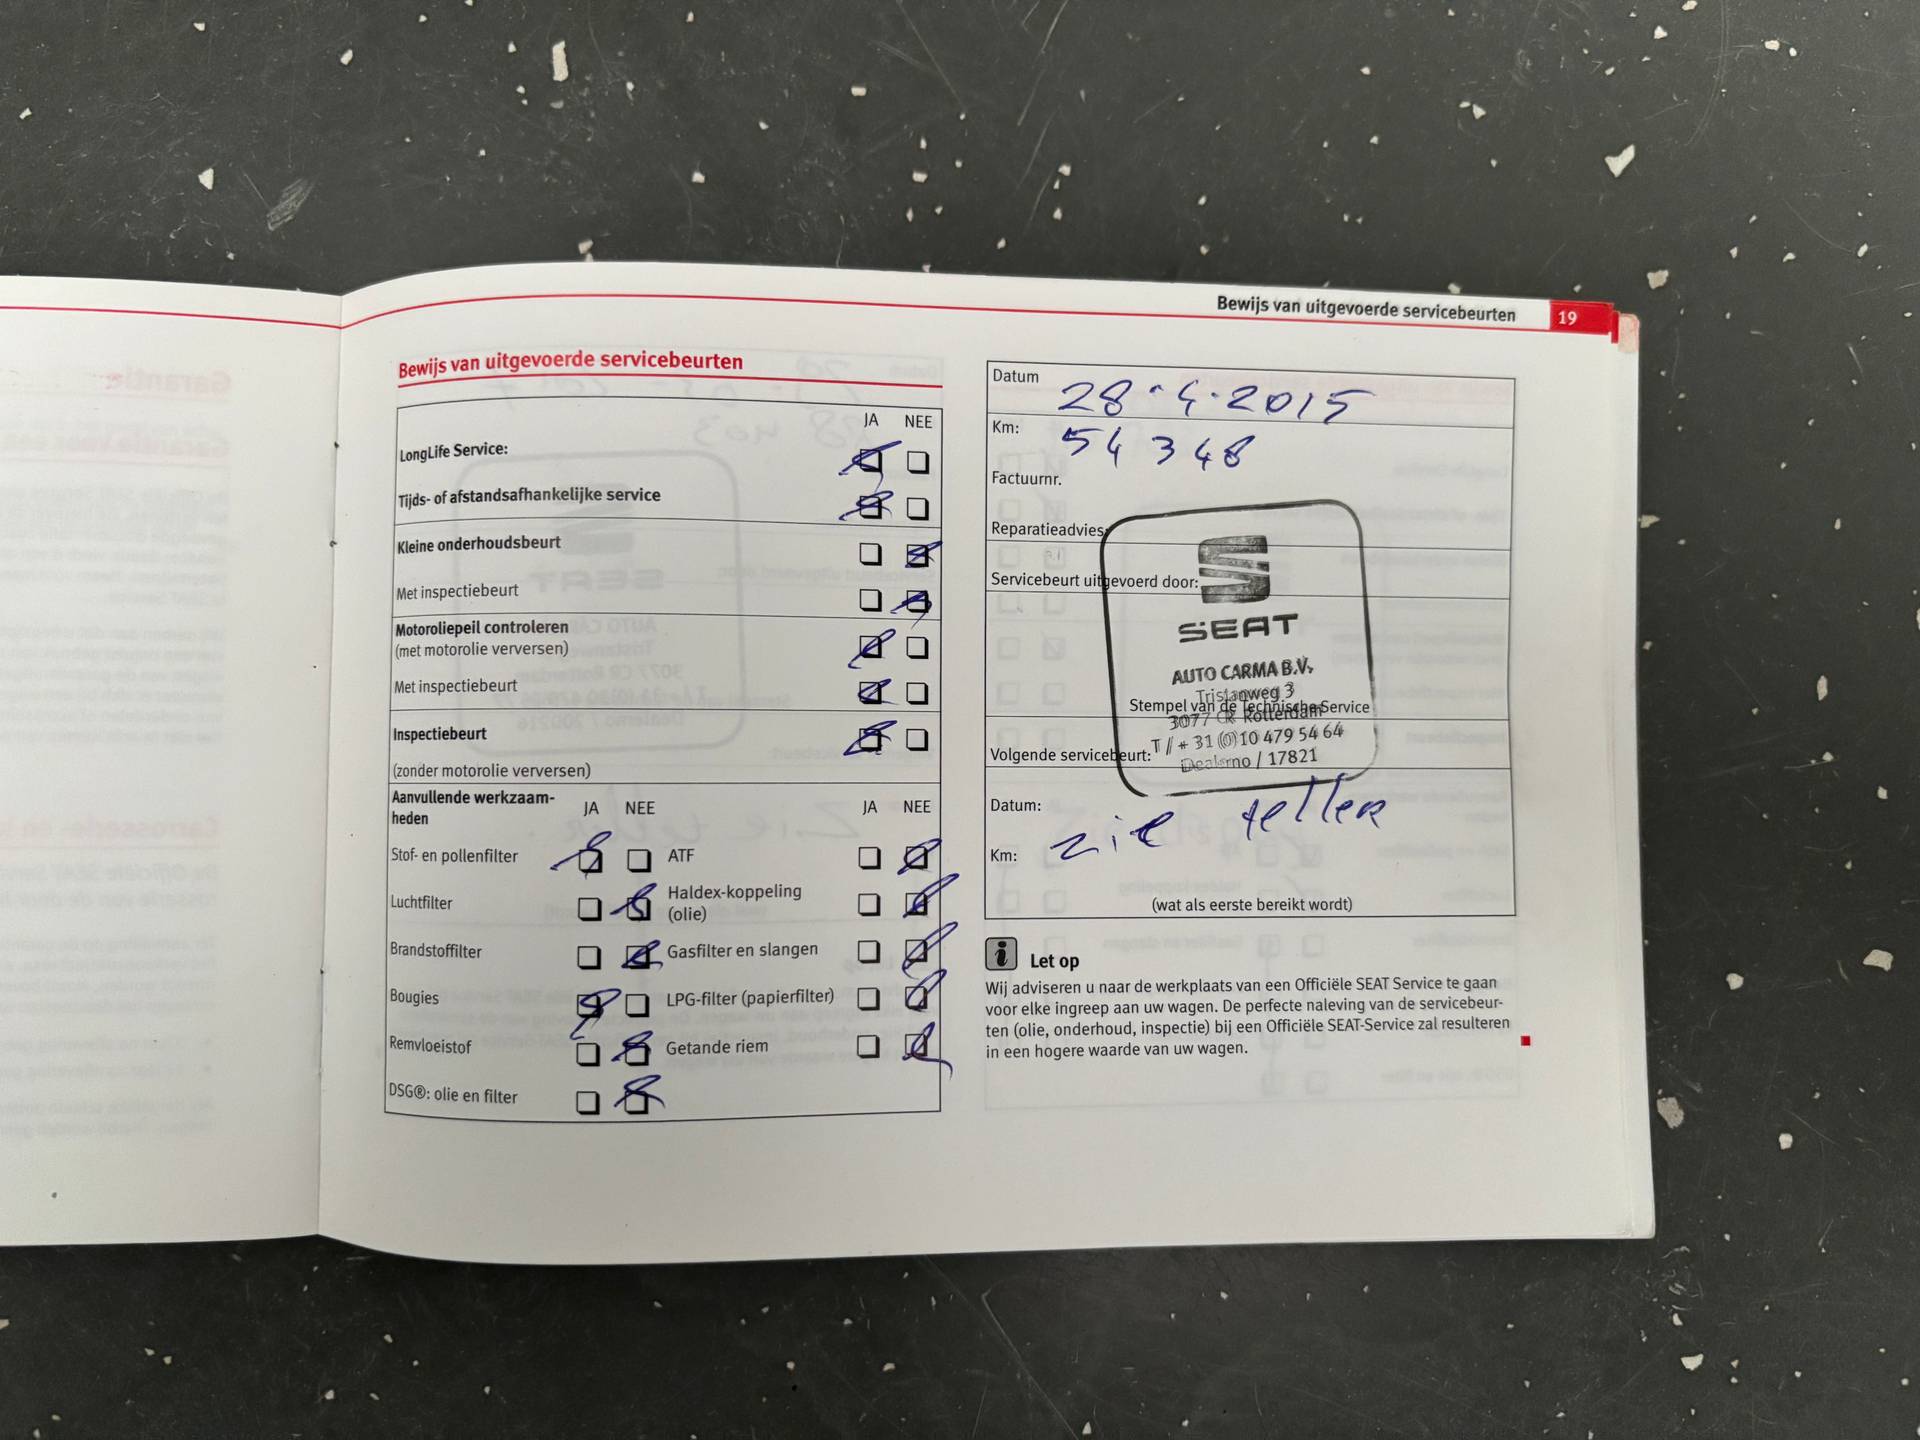 Bewijs van uitgevoerde servicebeurten 19
Bewijs van uitgevoerde servicebeurten
JA NEE
LongLife Service:
Tijds- of afstandsafhankelijke service
Kleine onderhoudsbeurt
Met inspectiebeurt
Motoroliepeil controleren
(met motorolie verversen)
Met inspectiebeurt
Inspectiebeurt
(zonder motorolie verversen)
Aanvullende werkzaam-
heden
JA NEE JA NEE
Stof- en pollenfilter ATF
Luchtfilter Haldex-koppeling
(olie)
Brandstoffilter Gasfilter en slangen
Bougies LPG-filter (papierfilter)
Remvloeistof Getande riem
DSG®: olie en filter
Datum 28-4-2015
Km: 54 348
Factuurnr.
Reparatieadvies:
Servicebeurt uitgevoerd door:
SEAT
AUTO CARMA B.V.
Tristanweg 3
Stempel van de Technische Service
3077 CR Rotterdam
T / + 31 (0)10 479 54 64
Volgende servicebeurt:
Dealerno / 17821
Datum:
zie teller
Km:
(wat als eerste bereikt wordt)
i Let op
Wij adviseren u naar de werkplaats van een Officiële SEAT Service te gaan
voor elke ingreep aan uw wagen. De perfecte naleving van de servicebeur-
ten (olie, onderhoud, inspectie) bij een Officiële SEAT-Service zal resulteren
in een hogere waarde van uw wagen.